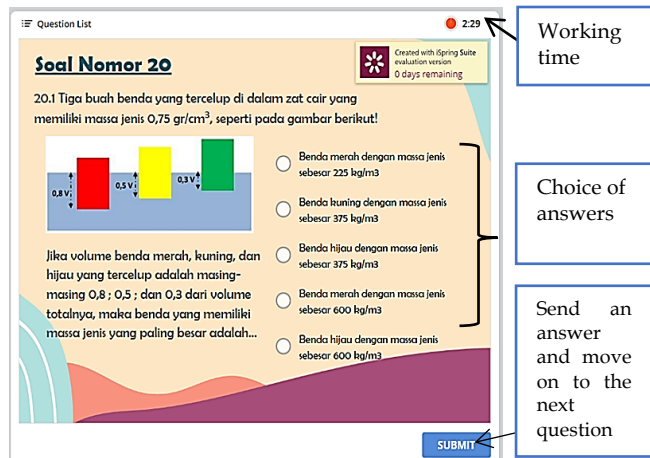 Question List
2:29
Created with iSpring Suite
evaluation version
0 days remaining
Soal Nomor 20
20.1 Tiga buah benda yang tercelup di dalam zat cair yang
memiliki massa jenis 0,75 gr/cm³, seperti pada gambar berikut!
0,8 V
0,5 V
0,3 V
Jika volume benda merah, kuning, dan
hijau yang tercelup adalah masing-
masing 0,8 ; 0,5 ; dan 0,3 dari volume
totalnya, maka benda yang memiliki
massa jenis yang paling besar adalah...
Benda merah dengan massa jenis
sebesar 225 kg/m3
Benda kuning dengan massa jenis
sebesar 375 kg/m3
Benda hijau dengan massa jenis
sebesar 375 kg/m3
Benda merah dengan massa jenis
sebesar 600 kg/m3
Benda hijau dengan massa jenis
sebesar 600 kg/m3
SUBMIT
Working
time
Choice of
answers
Send an
answer
and move
on to the
next
question